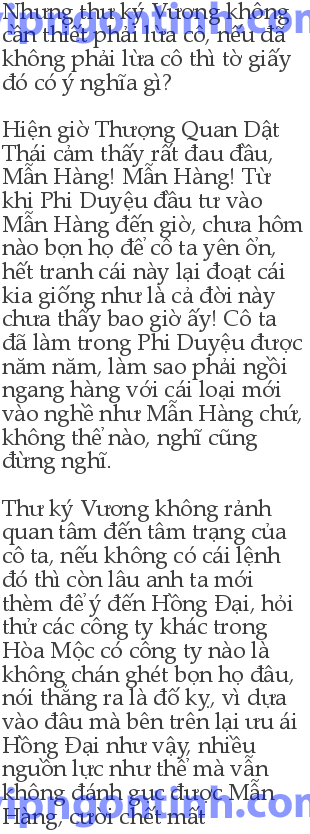 Nhưng thư ký Vương không
cần thiết phải lừa cô, nếu đã
không phải lừa cô thì tờ giấy
đó có ý nghĩa gì?
Hiện giờ Thượng Quan Dật
Thái cảm thấy rất đau đầu,
Mẫn Hàng! Mẫn Hàng! Từ
khi Phi Duyệu đầu tư vào
Mẫn Hàng đến giờ, chưa hôm
nào bọn họ để cô ta yên ổn,
hết tranh cái này lại đoạt cái
kia giống như là cả đời này
chưa thấy bao giờ ấy! Cô ta
đã làm trong Phi Duyệu được
năm năm, làm sao phải ngồi
ngang hàng với cái loại mới
vào nghề như Mẫn Hàng chứ,
không thể nào, nghĩ cũng
đừng nghĩ.
Thư ký Vương không rảnh
quan tâm đến tâm trạng của
cô ta, nếu không có cái lệnh
đó thì còn lâu anh ta mới
thèm để ý đến Hồng Đại, hỏi
thử các công ty khác trong
Hòa Mộc có công ty nào là
không chán ghét bọn họ đâu,
nói thẳng ra là đố kỵ, vì dựa
vào đâu mà bên trên lại ưu ái
Hồng Đại như vậy, nhiều
nguồn lực như thế mà vẫn
không đánh gục được Mẫn
Hàng, cười chết mất
vipngontinh.com
vipngontinh.com